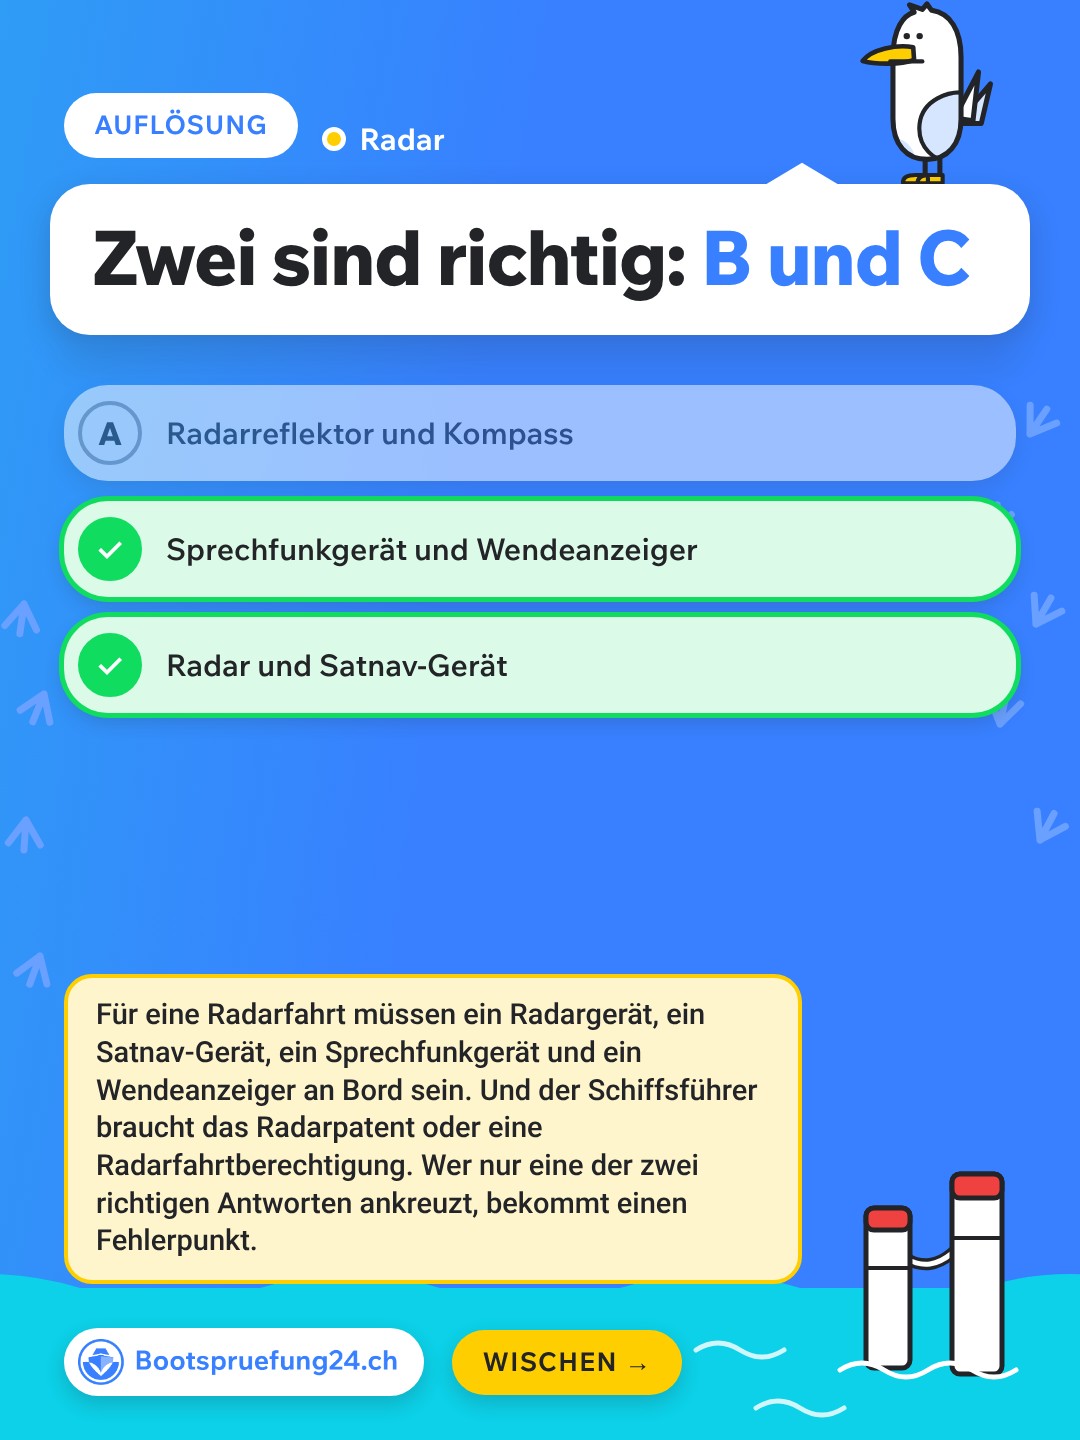 AUFLÖSUNG
Radar
Zwei sind richtig: B und C
A Radarreflektor und Kompass
Sprechfunkgerät und Wendeanzeiger
Radar und Satnav-Gerät
Für eine Radarfahrt müssen ein Radargerät, ein
Satnav-Gerät, ein Sprechfunkgerät und ein
Wendeanzeiger an Bord sein. Und der Schiffsführer
braucht das Radarpatent oder eine
Radarfahrtberechtigung. Wer nur eine der zwei
richtigen Antworten ankreuzt, bekommt einen
Fehlerpunkt.
Bootspruefung24.ch
WISCHEN →